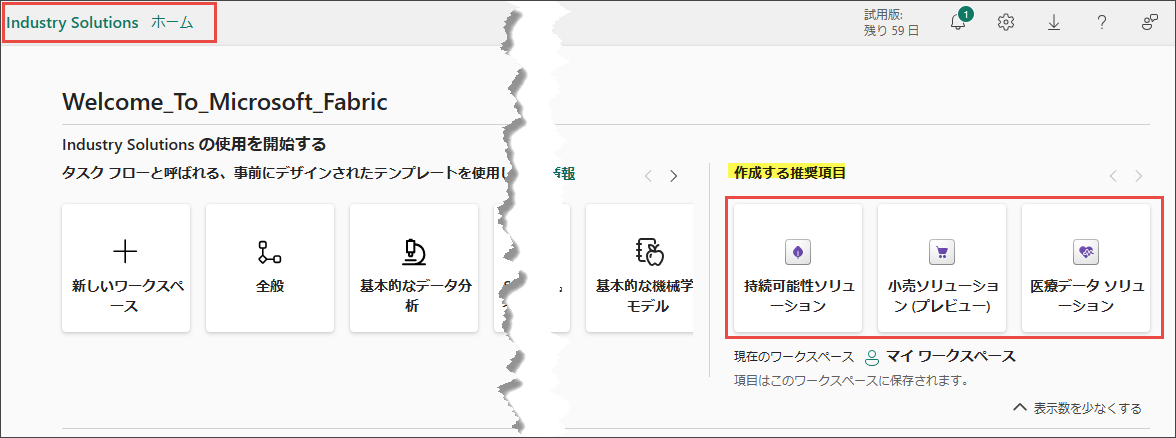 Industry Solutions ホーム
試用版:
残り 59 日
1
Welcome_To_Microsoft_Fabric
Industry Solutions の使用を開始する
タスク フローと呼ばれる、事前にデザインされたテンプレートを使用し
情報
新しいワークスペ
ース
全般
基本的なデータ分
析
基本的な機械学
モデル
作成する推奨項目
持続可能性ソリュ
ーション
小売ソリューショ
ン (プレビュー)
医療データ ソリュ
ーション
現在のワークスペース マイ ワークスペース
項目はこのワークスペースに保存されます。
表示数を少なくする